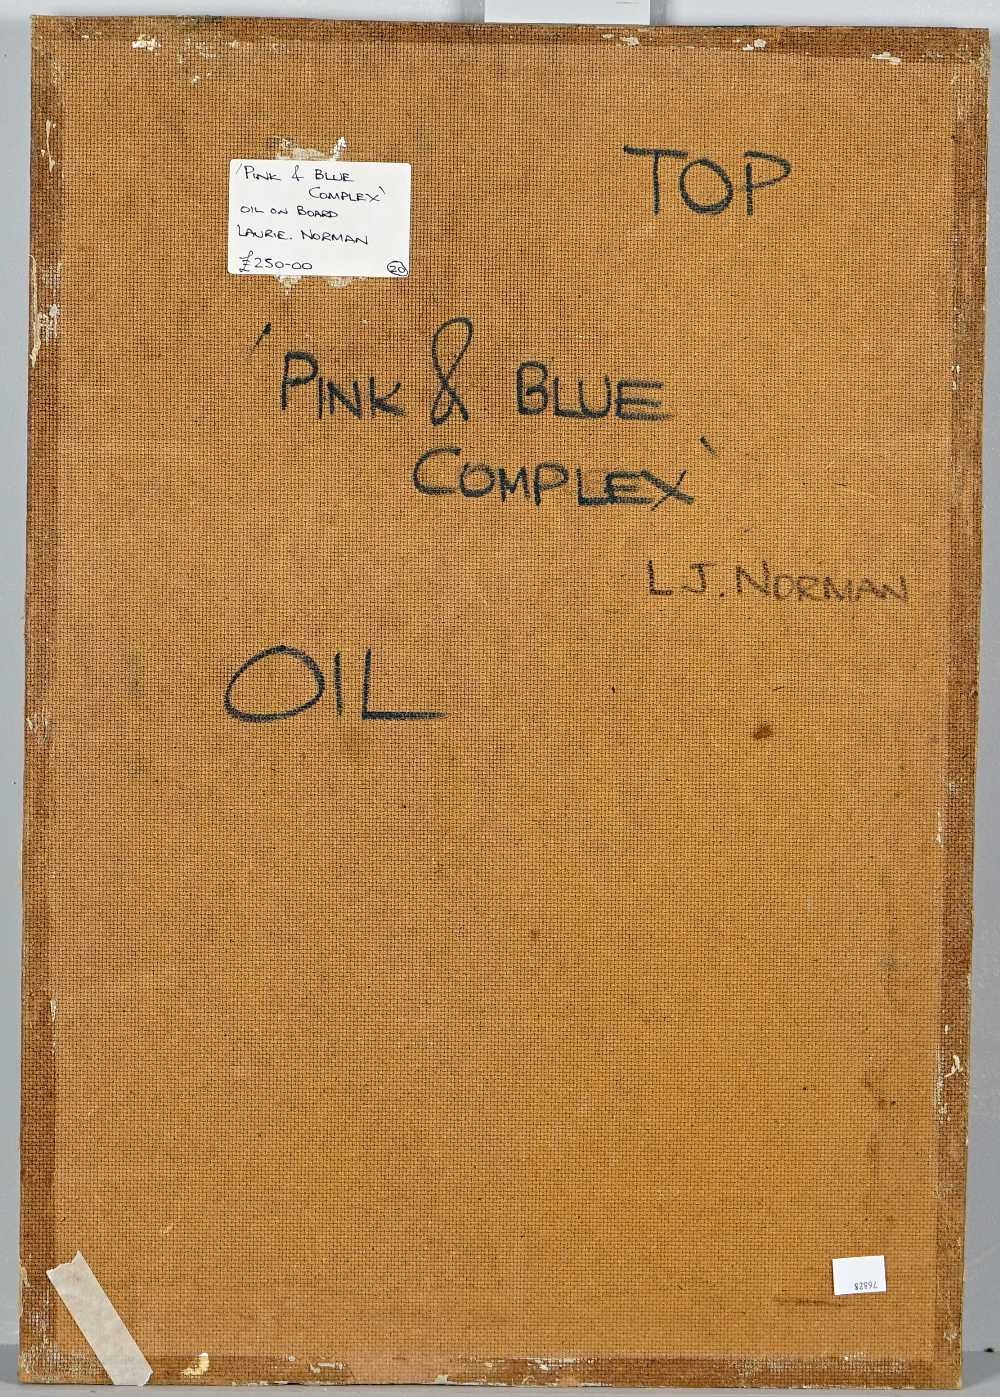 'PINK & BLUE
COMPLEX'
OIL ON BOARD
LAURIE. NORMAN
£250-00
20
TOP
'PINK & BLUE
COMPLEX'
L J. NORMAN
OIL
76828